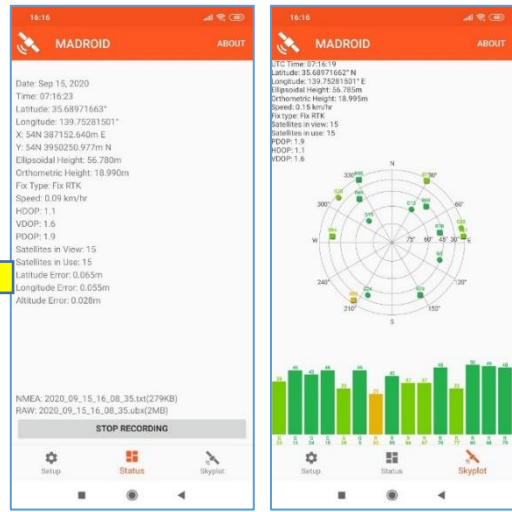 16:16
MADROID
ABOUT
Date: Sep 15, 2020
Time: 07:16:23
Latitude: 35.68971663°
Longitude: 139.75281501°
X: 54N 387152.640m E
Y: 54N 3950250.977m N
Ellipsoidal Height: 56.780m
Orthometric Height: 18.990m
Fix Type: Fix RTK
Speed: 0.09 km/hr
HDOP: 1.1
VDOP: 1.6
PDOP: 1.9
Satellites in View: 15
Satellites in Use: 15
Latitude Error: 0.065m
Longitude Error: 0.055m
Altitude Error: 0.028m
NMEA: 2020_09_15_16_08_35.txt(279KB)
RAW: 2020_09_15_16_08_35.ubx(2MB)
STOP RECORDING
Setup
Status
Skyplot
16:16
MADROID
ABOUT
UTC Time: 07:16:19
Latitude: 35.68971662° N
Longitude: 139.75281501° E
Ellipsoidal Height: 56.785m
Orthometric Height: 18.995m
Speed: 0.15 km/hr
Fix type: Fix RTK
Satellites in view: 15
Satellites in use: 15
PDOP: 1.9
HDOP: 1.1
VDOP: 1.6
N
330°
300°
60°
W
75° 60° 45° 30°
E
240°
120°
210°
150°
S
Setup
Status
Skyplot